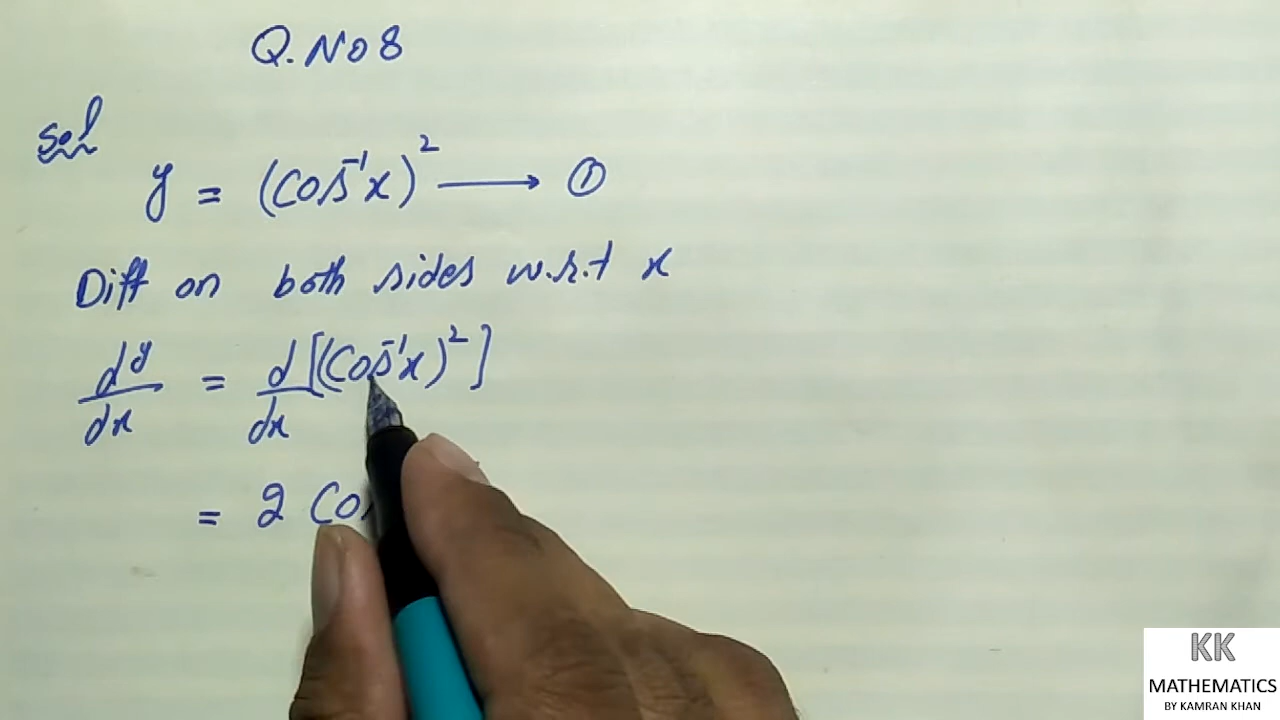 Q.No 8
Sol
y = (Cos⁻¹x)² ⟶ ①
Diff on both sides w.r.t x
dy/dx = d/dx [(Cos⁻¹x)²]
= 2 Cos
KK
MATHEMATICS
BY KAMRAN KHAN